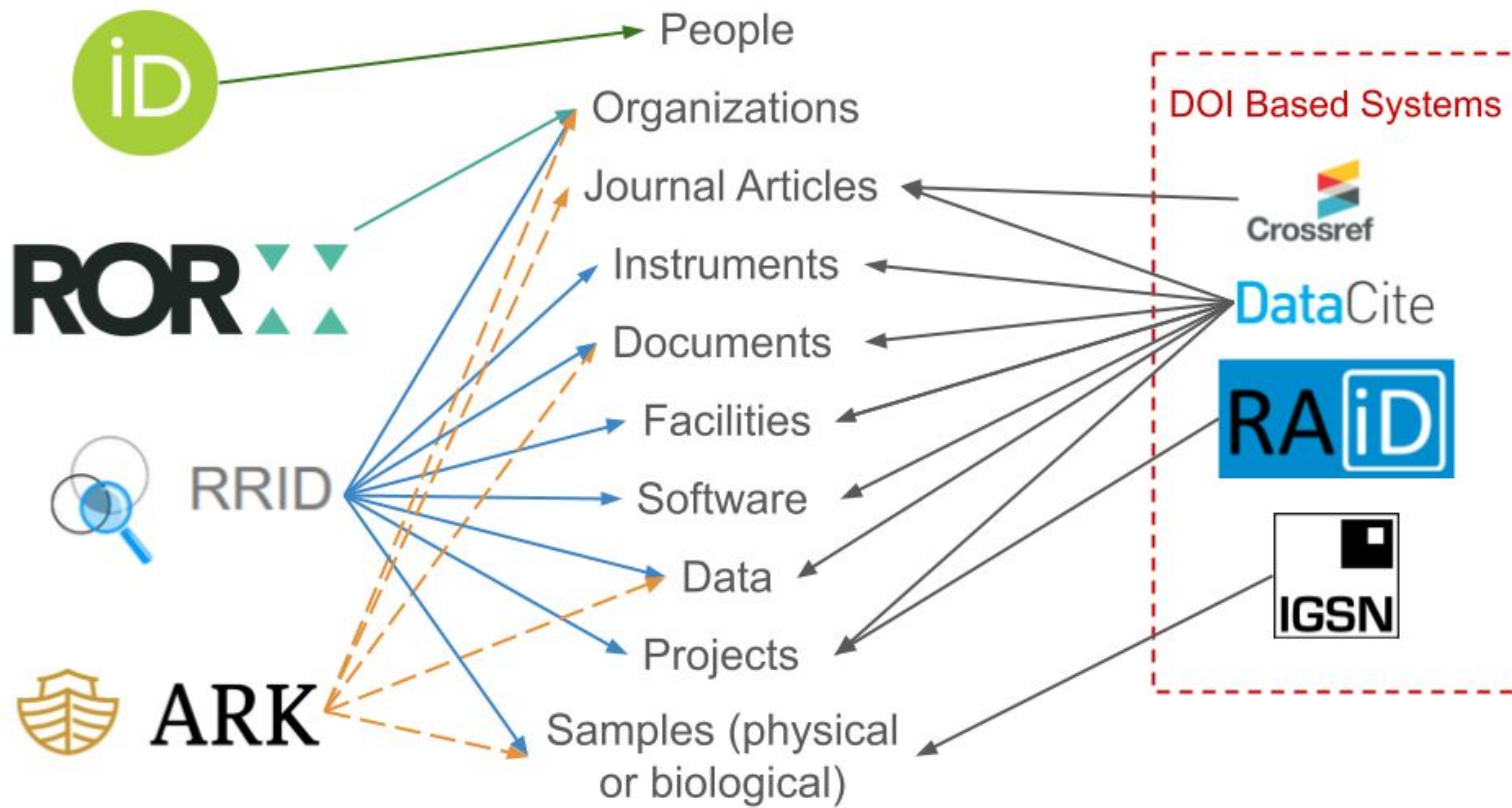 iD
People
Organizations
Journal Articles
Instruments
Documents
Facilities
Software
Data
Projects
Samples (physical
or biological)
ROR
RRID
ARK
DOI Based Systems
Crossref
DataCite
RAiD
IGSN